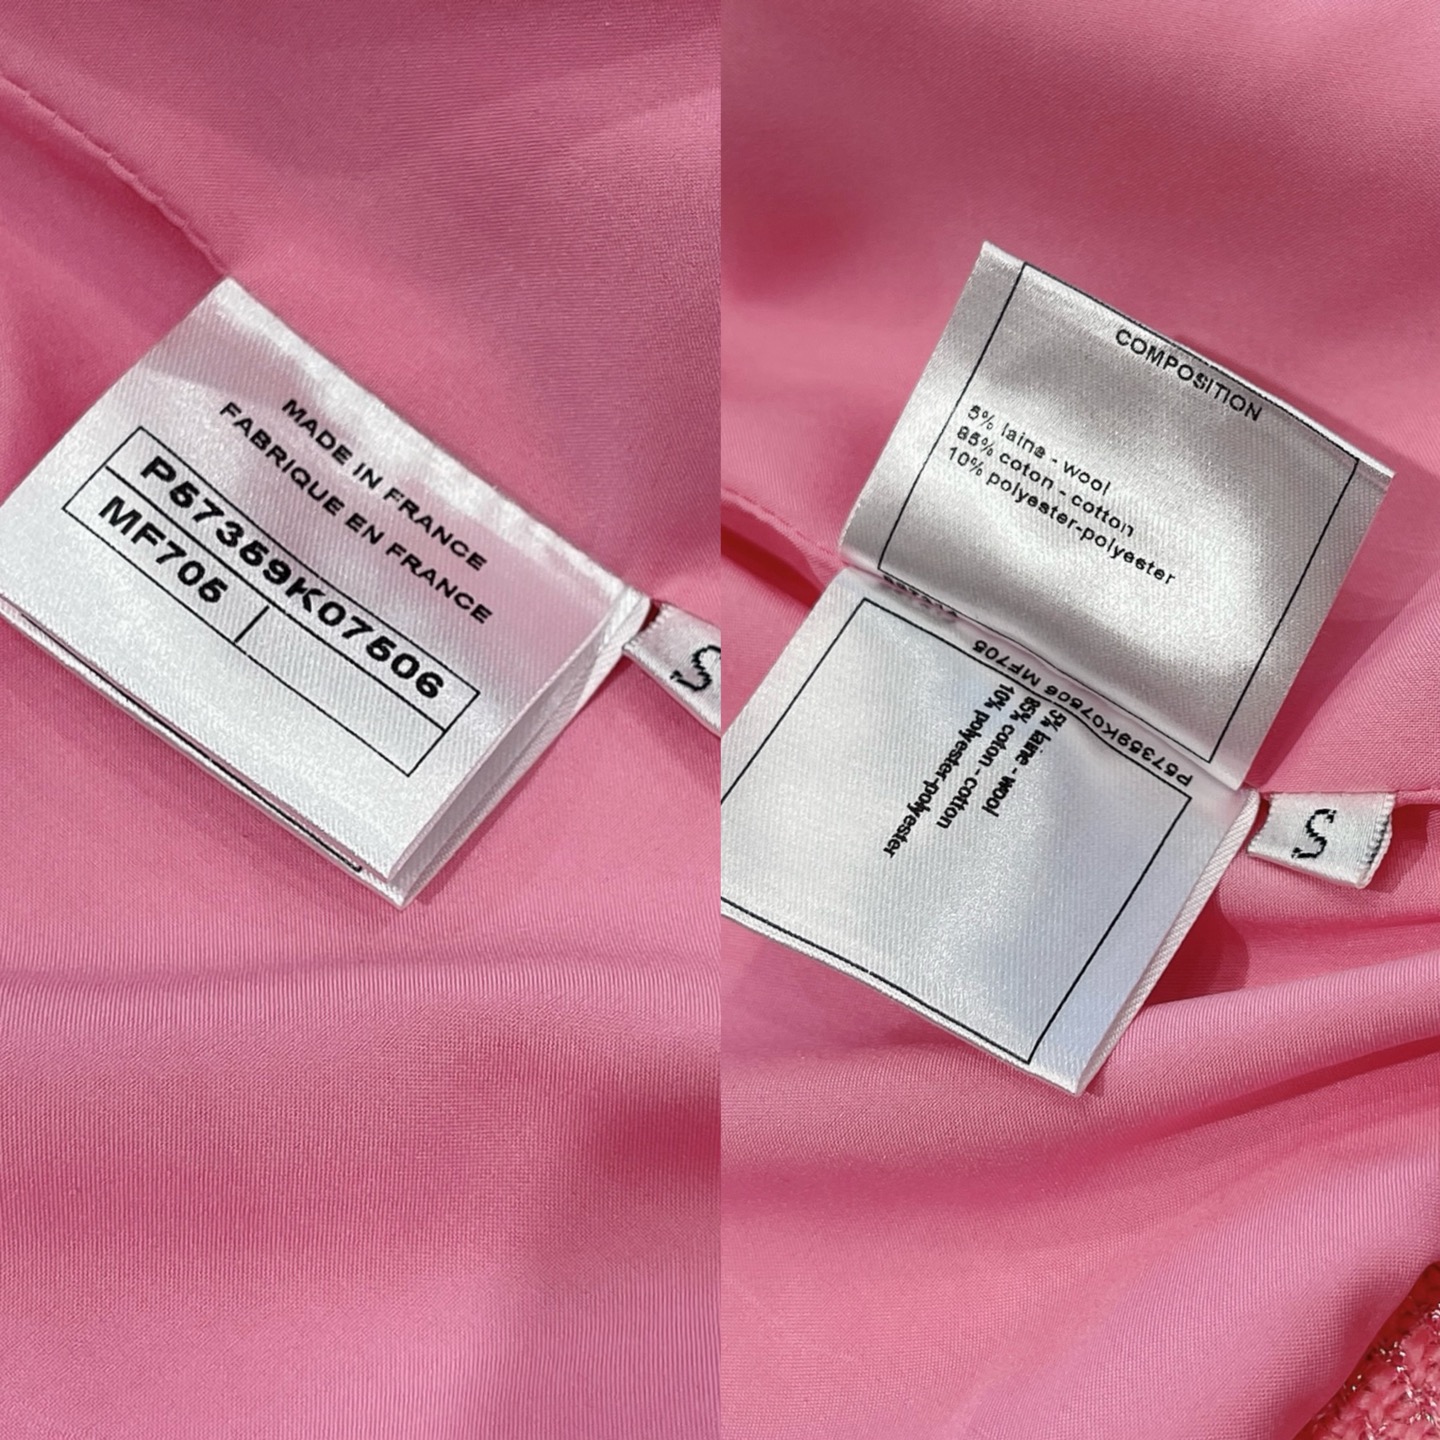 MADE IN FRANCE
FABRIQUE EN FRANCE
P57359K07506
MF705
S
COMPOSITION
5% laine - wool
85% coton - cotton
10% polyester-polyester
P57359K07506 MF705
5% laine - wool
85% coton - cotton
10% polyester-polyester
S